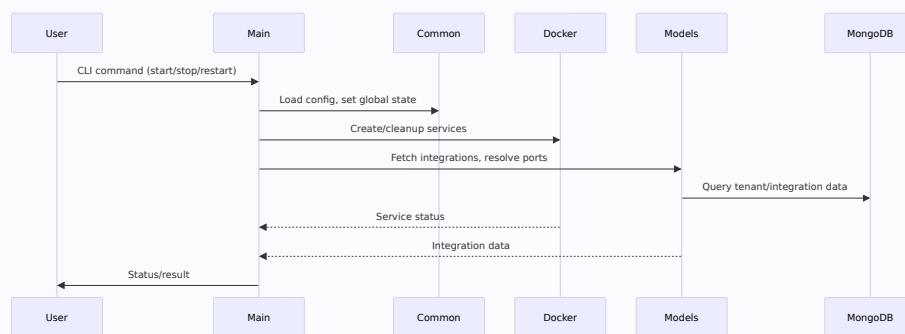 User
Main
Common
Docker
Models
MongoDB
CLI command (start/stop/restart)
Load config, set global state
Create/cleanup services
Fetch integrations, resolve ports
Query tenant/integration data
Service status
Integration data
Status/result
User
Main
Common
Docker
Models
MongoDB